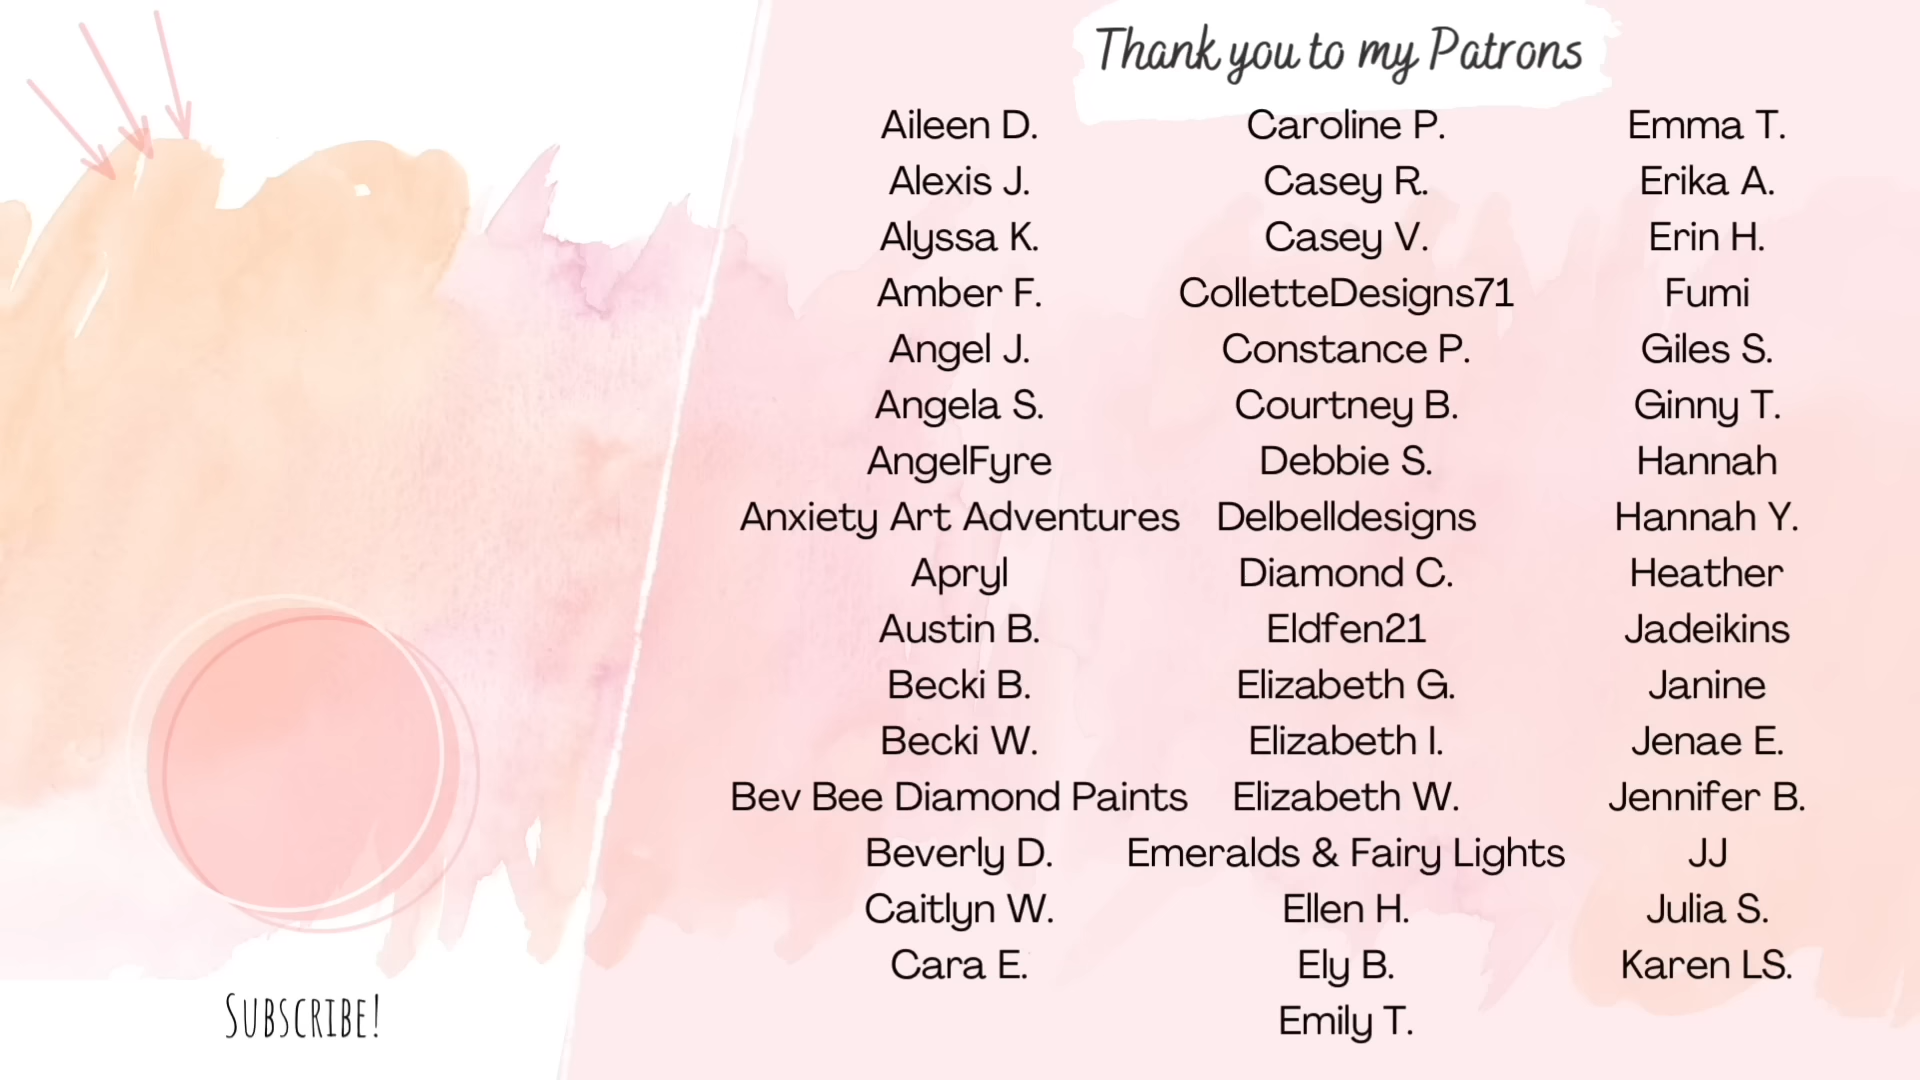 Thank you to my Patrons
Aileen D.
Alexis J.
Alyssa K.
Amber F.
Angel J.
Angela S.
AngelFyre
Anxiety Art Adventures
Apryl
Austin B.
Becki B.
Becki W.
Bev Bee Diamond Paints
Beverly D.
Caitlyn W.
Cara E.
Caroline P.
Casey R.
Casey V.
ColletteDesigns71
Constance P.
Courtney B.
Debbie S.
Delbelldesigns
Diamond C.
Eldfen21
Elizabeth G.
Elizabeth I.
Elizabeth W.
Emeralds & Fairy Lights
Ellen H.
Ely B.
Emily T.
Emma T.
Erika A.
Erin H.
Fumi
Giles S.
Ginny T.
Hannah
Hannah Y.
Heather
Jadeikins
Janine
Jenae E.
Jennifer B.
JJ
Julia S.
Karen LS.
SUBSCRIBE!